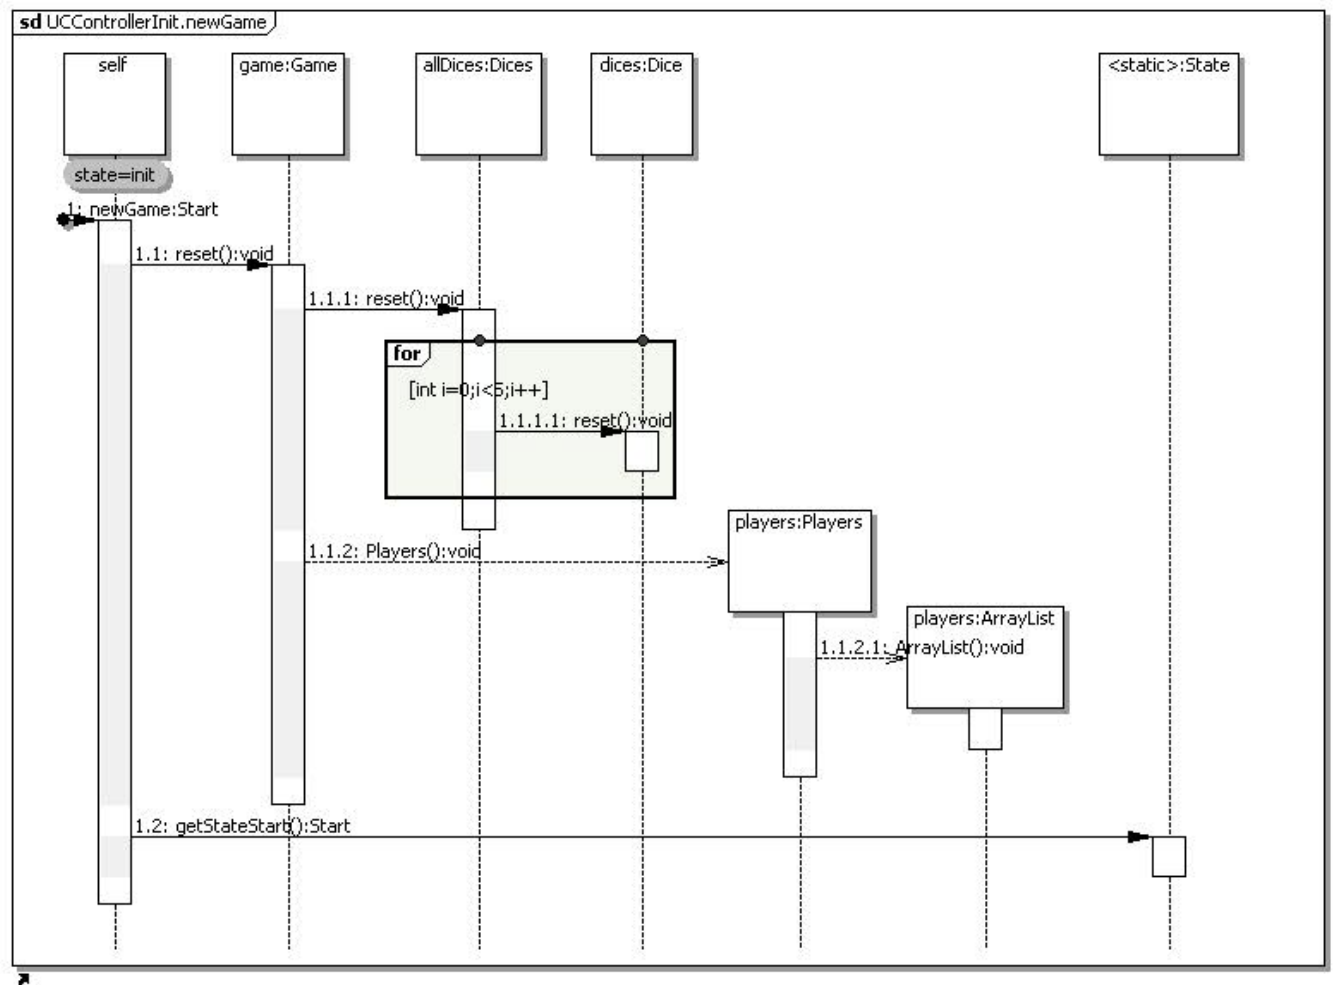 sd UCControllerInit.newGame
self
game:Game
allDices:Dices
dices:Dice
<static>:State
state=init
1: newGame:Start
1.1: reset():void
1.1.1: reset():void
for
[int i=0;i<5;i++]
1.1.1.1: reset():void
players:Players
1.1.2: Players():void
players:ArrayList
1.1.2.1: ArrayList():void
1.2: getStateStart():Start